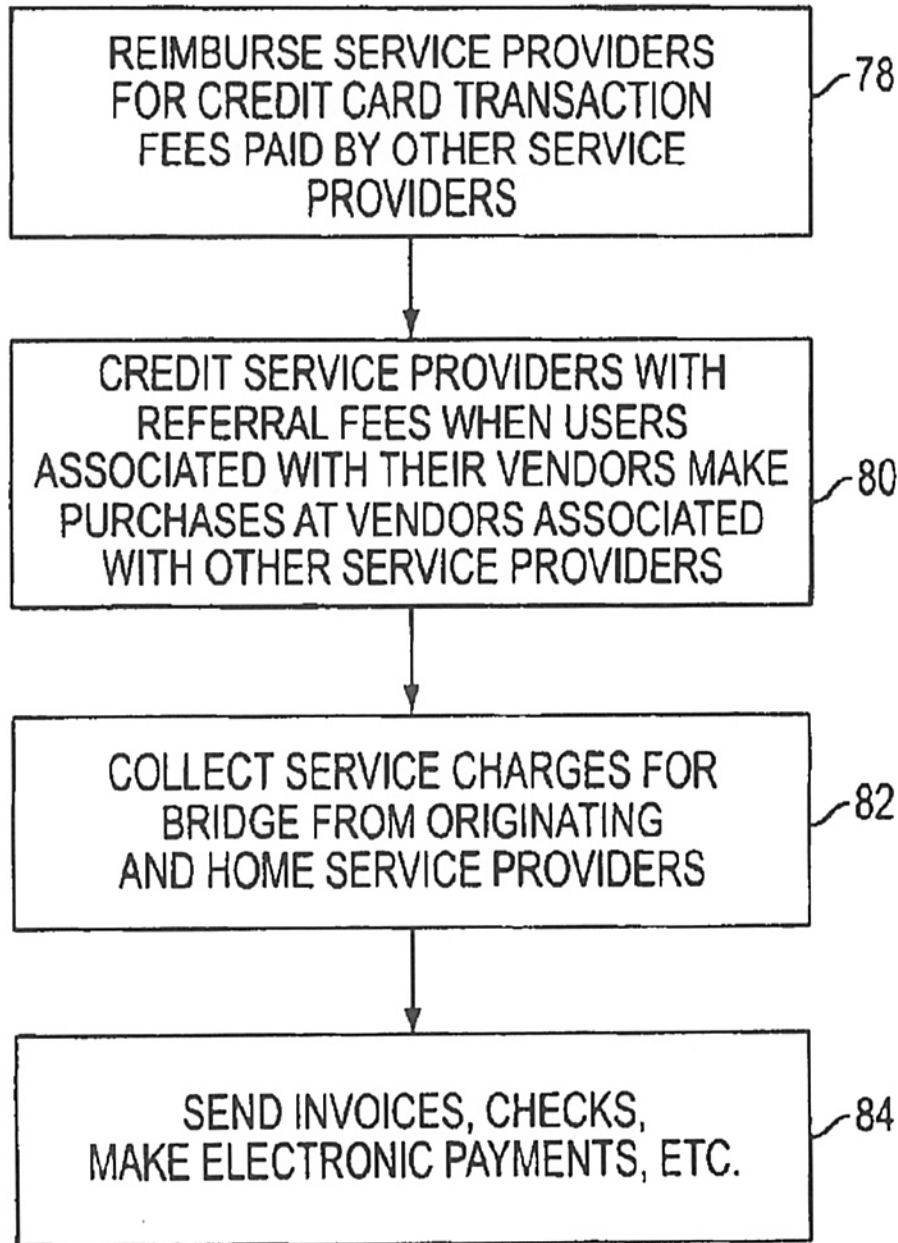 REIMBURSE SERVICE PROVIDERS
FOR CREDIT CARD TRANSACTION
FEES PAID BY OTHER SERVICE
PROVIDERS
78
CREDIT SERVICE PROVIDERS WITH
REFERRAL FEES WHEN USERS
ASSOCIATED WITH THEIR VENDORS MAKE
PURCHASES AT VENDORS ASSOCIATED
WITH OTHER SERVICE PROVIDERS
80
COLLECT SERVICE CHARGES FOR
BRIDGE FROM ORIGINATING
AND HOME SERVICE PROVIDERS
82
SEND INVOICES, CHECKS,
MAKE ELECTRONIC PAYMENTS, ETC.
84